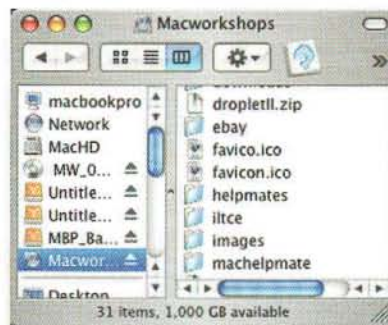 Macworkshops
macbookpro
Network
MacHD
MW_0...
Untitle...
Untitle...
MBP_Ba...
Macwor...
Desktop
dropletll.zip
ebay
favico.ico
favicon.ico
helpmates
iltce
images
machelpmate
31 items, 1,000 GB available